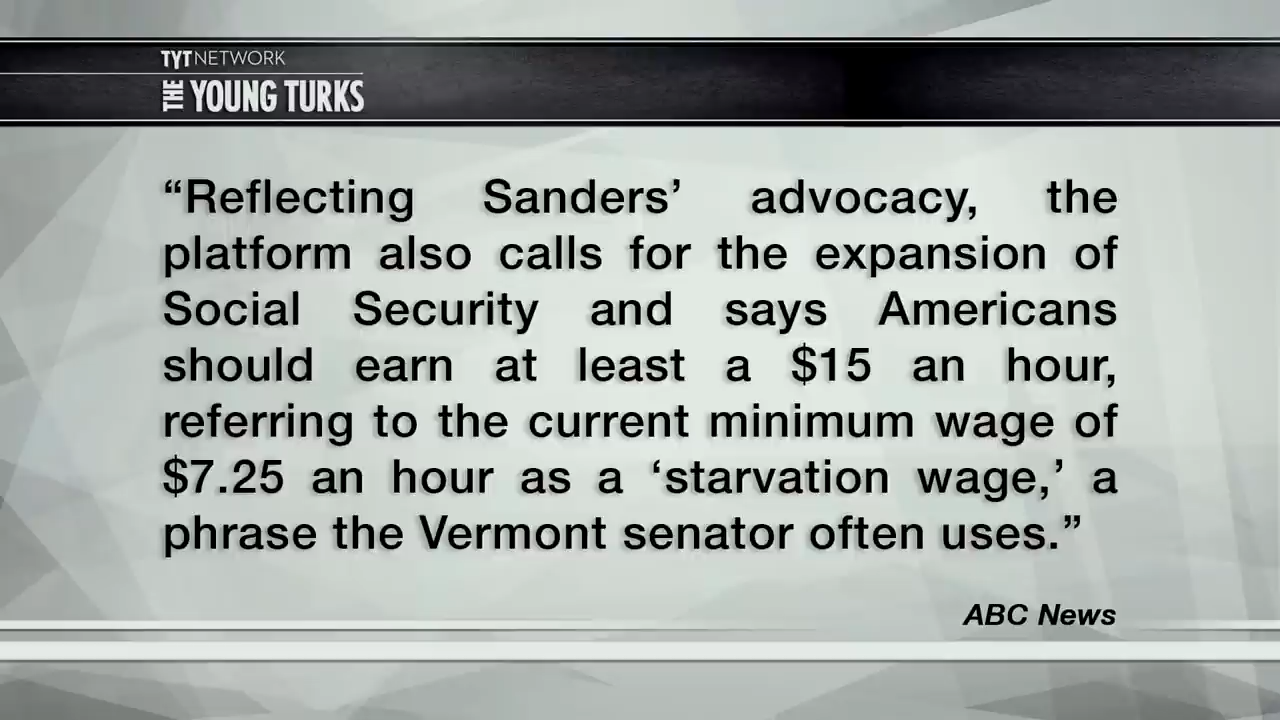 TYT NETWORK
THE YOUNG TURKS
“Reflecting Sanders’ advocacy, the
platform also calls for the expansion of
Social Security and says Americans
should earn at least a $15 an hour,
referring to the current minimum wage of
$7.25 an hour as a ‘starvation wage,’ a
phrase the Vermont senator often uses.”
ABC News